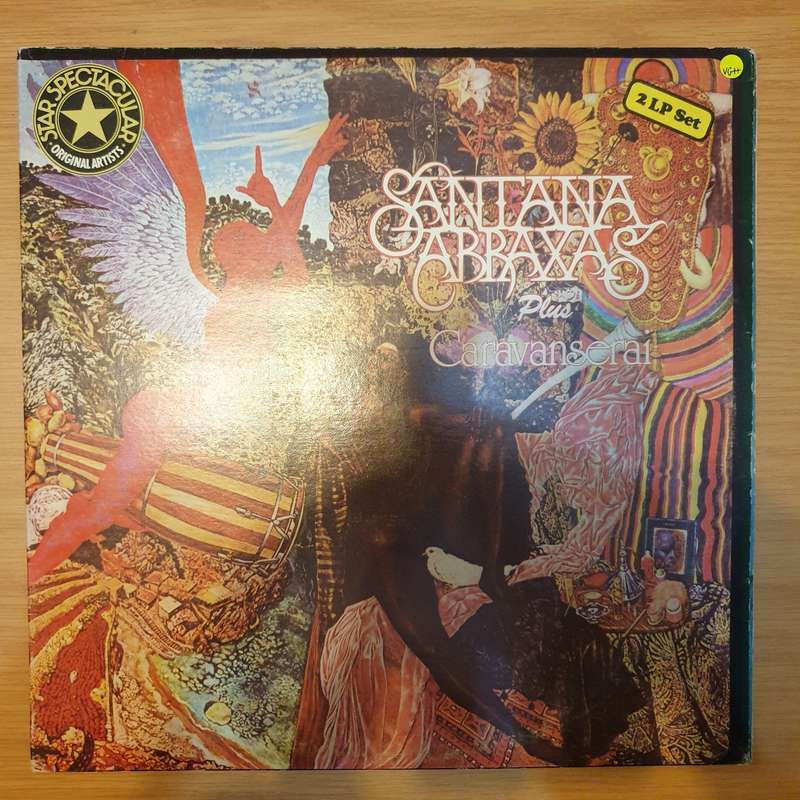 STAR SPECTACULAR
• ORIGINAL ARTISTS •
VG++
2 LP Set
SANTANA
ABRAXAS
Plus
Caravanserai